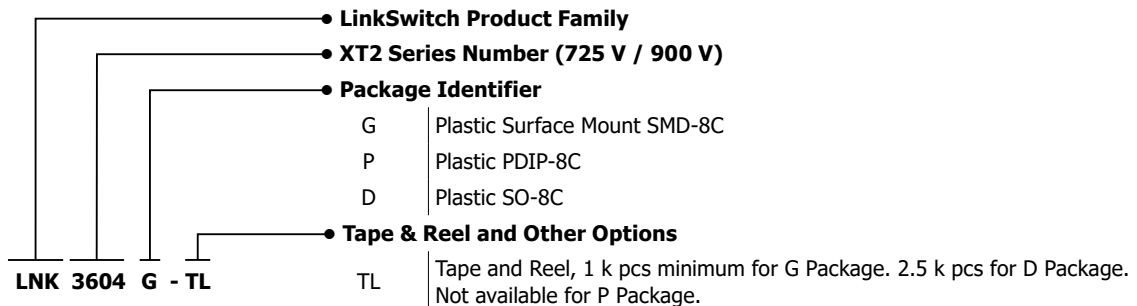 LinkSwitch Product Family
XT2 Series Number (725 V / 900 V)
Package Identifier
G Plastic Surface Mount SMD-8C
P Plastic PDIP-8C
D Plastic SO-8C
Tape & Reel and Other Options
LNK 3604 G - TL
TL Tape and Reel, 1 k pcs minimum for G Package. 2.5 k pcs for D Package.
Not available for P Package.